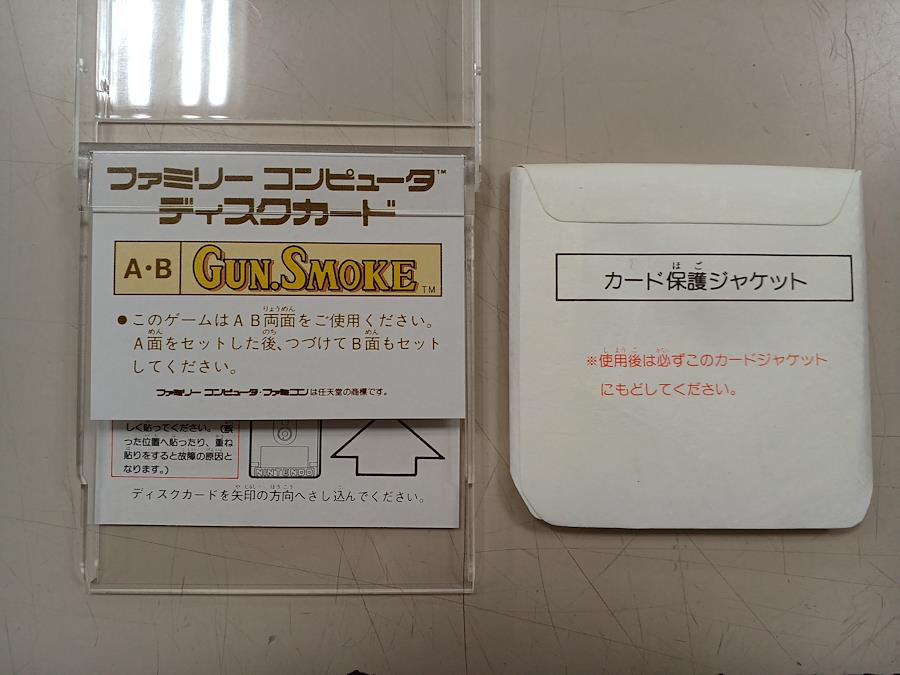 ファミリー コンピュータ™
ディスクカード
A・B GUN.SMOKE TM
●このゲームはAB両面をご使用ください。
A面をセットした後、つづけてB面もセット
してください。
ファミリー コンピュータ・ファミコンは任天堂の商標です。
しく貼ってください。(誤
った位置へ貼ったり、重ね
貼りをすると故障の原因と
なります。)
NINTENDO
ディスクカードを矢印の方向へさし込んでください。
カード保護ジャケット
※使用後は必ずこのカードジャケット
にもどしてください。